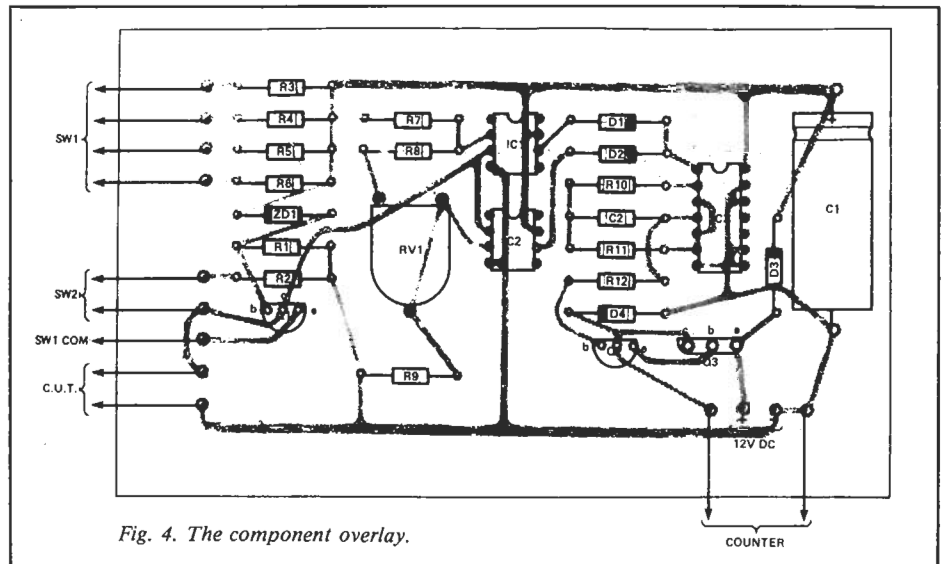 R3
R4
R5
R6
ZD1
R1
R2
SW1
SW2
SW1 COM
C.U.T.
b
R7
R8
RV1
R9
IC1
C2
D1
D2
R10
C2
R11
R12
D4
b
b
e
Q3
D3
+
C1
12V DC
COUNTER
Fig. 4. The component overlay.